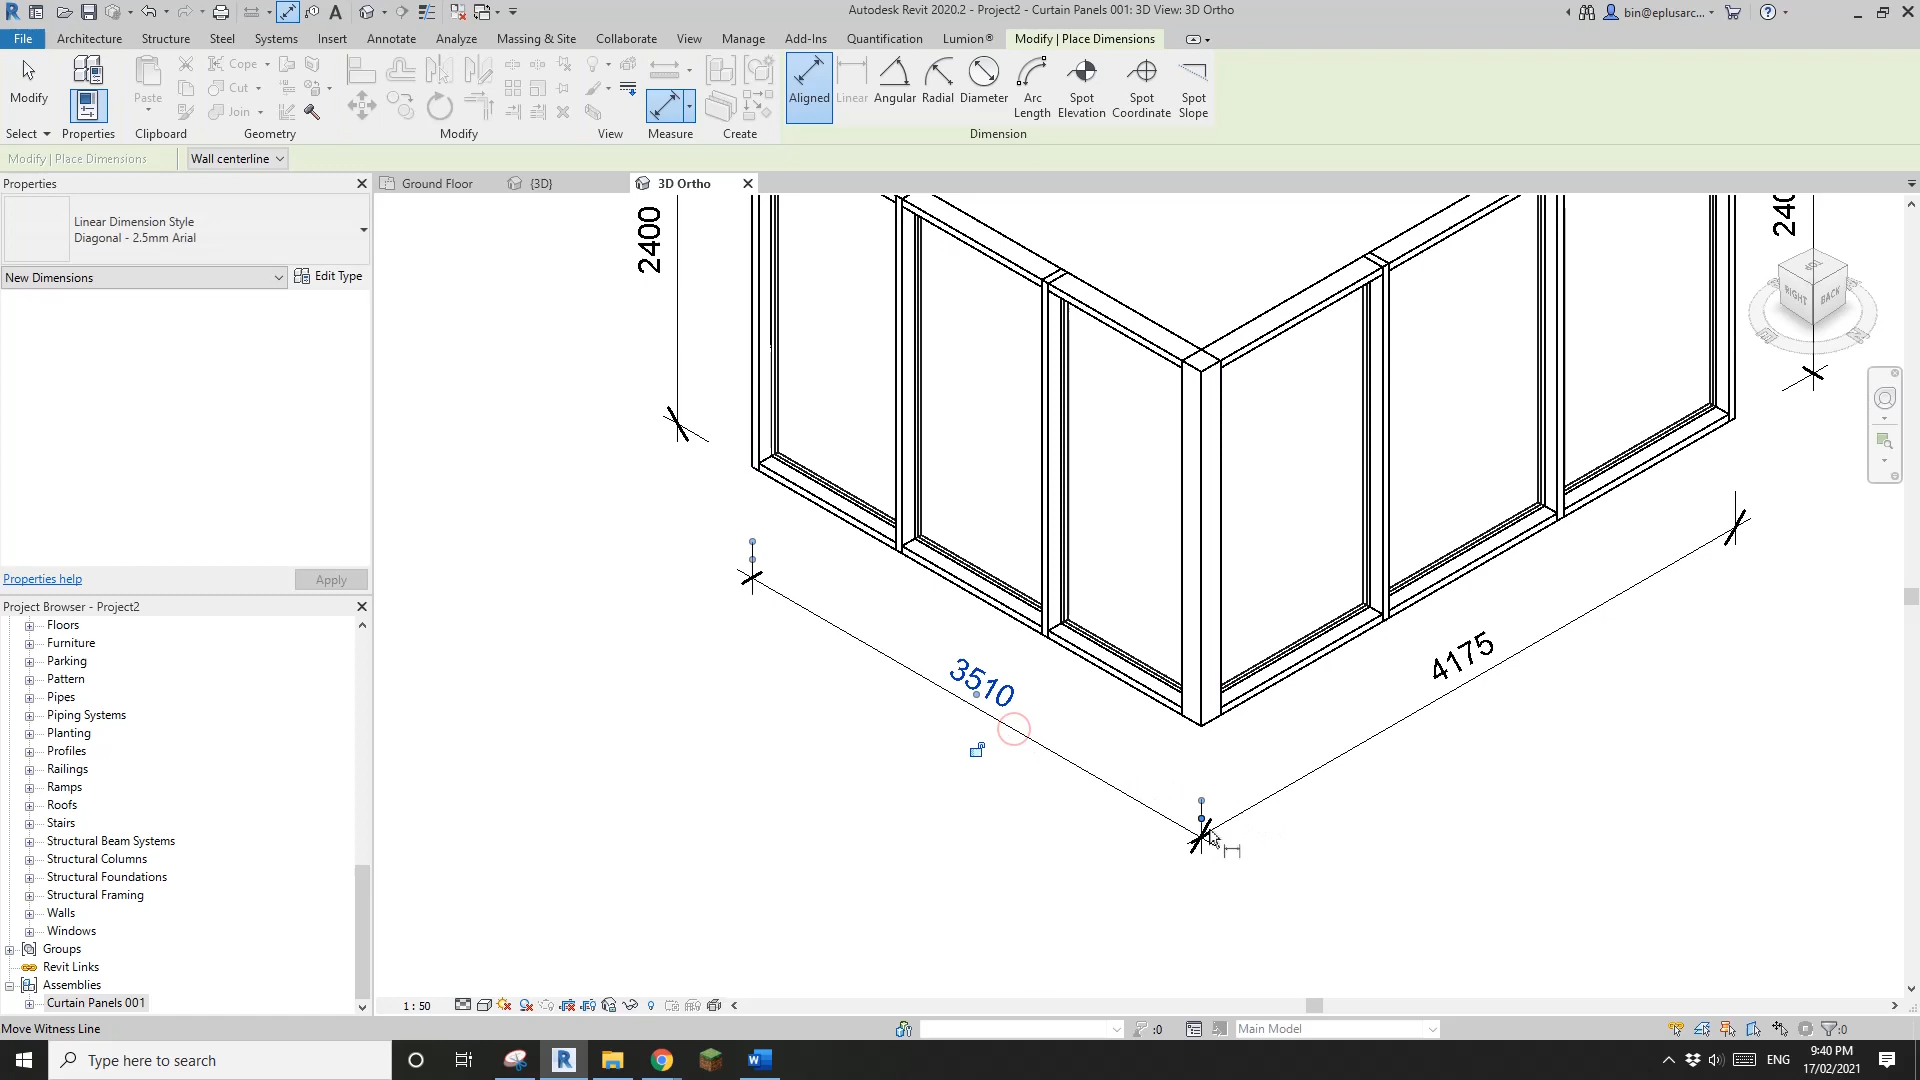 Autodesk Revit 2020.2 - Project2 - Curtain Panels 001: 3D View: 3D Ortho
bin@eplusarc...
File Architecture Structure Steel Systems Insert Annotate Analyze Massing & Site Collaborate View Manage Add-Ins Quantification Lumion® Modify | Place Dimensions
Modify
Paste
Cope
Cut
Join
Aligned
Linear
Angular
Radial
Diameter
Arc
Length
Spot
Elevation
Spot
Coordinate
Spot
Slope
Select Properties Clipboard Geometry Modify View Measure Create Dimension
Modify | Place Dimensions
Wall centerline
Properties
Ground Floor
{3D}
3D Ortho
Linear Dimension Style
Diagonal - 2.5mm Arial
New Dimensions
Edit Type
Properties help
Apply
Project Browser - Project2
Floors
Furniture
Parking
Pattern
Pipes
Piping Systems
Planting
Profiles
Railings
Ramps
Roofs
Stairs
Structural Beam Systems
Structural Columns
Structural Foundations
Structural Framing
Walls
Windows
Groups
Revit Links
Assemblies
Curtain Panels 001
2400
3510
4175
TOP
RIGHT
BACK
1 : 50
Move Witness Line
:0
Main Model
:0
Type here to search
ENG
9:40 PM
17/02/2021